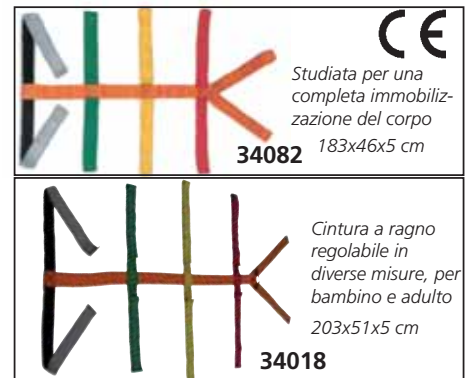 CE
Studiata per una
completa immobiliz-
zazione del corpo
183x46x5 cm
34082
Cintura a ragno
regolabile in
diverse misure, per
bambino e adulto
203x51x5 cm
34018